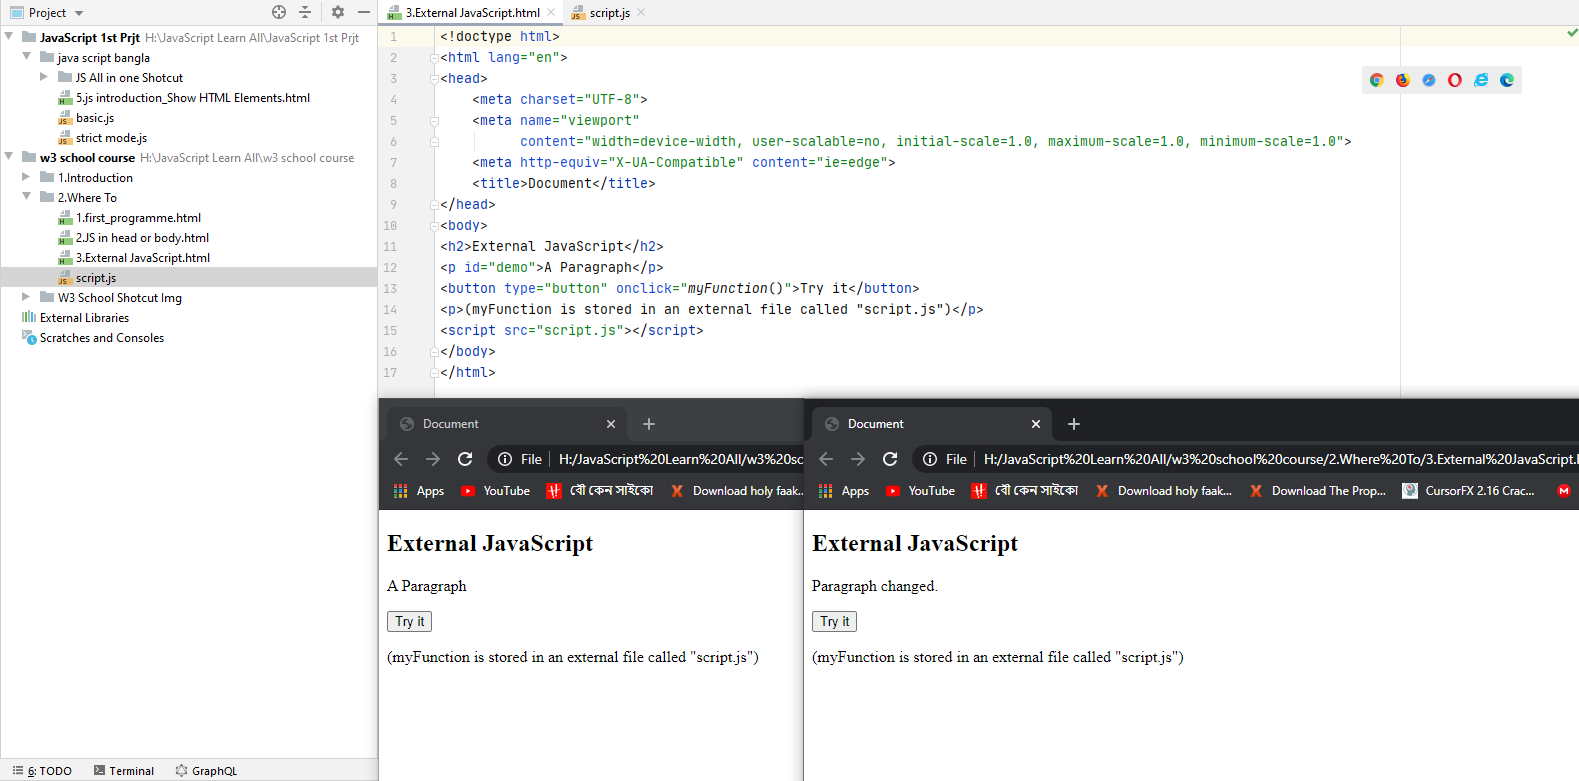 Project
JavaScript 1st Prjt H:\JavaScript Learn All\JavaScript 1st Prjt
java script bangla
JS All in one Shotcut
5.js introduction_Show HTML Elements.html
basic.js
strict mode.js
w3 school course H:\JavaScript Learn All\w3 school course
1.Introduction
2.Where To
1.first_programme.html
2.JS in head or body.html
3.External JavaScript.html
script.js
W3 School Shotcut Img
External Libraries
Scratches and Consoles
3.External JavaScript.html script.js
1 <!doctype html>
2 <html lang="en">
3 <head>
4 <meta charset="UTF-8">
5 <meta name="viewport"
6 content="width=device-width, user-scalable=no, initial-scale=1.0, maximum-scale=1.0, minimum-scale=1.0">
7 <meta http-equiv="X-UA-Compatible" content="ie=edge">
8 <title>Document</title>
9 </head>
10 <body>
11 <h2>External JavaScript</h2>
12 <p id="demo">A Paragraph</p>
13 <button type="button" onclick="myFunction()">Try it</button>
14 <p>(myFunction is stored in an external file called "script.js")</p>
15 <script src="script.js"></script>
16 </body>
17 </html>
Document
File H:/JavaScript%20Learn%20All/w3%20sc
Apps YouTube বৌ কেন সাইকো Download holy faak...
External JavaScript
A Paragraph
Try it
(myFunction is stored in an external file called "script.js")
Document
File H:/JavaScript%20Learn%20All/w3%20school%20course/2.Where%20To/3.External%20JavaScript.
Apps YouTube বৌ কেন সাইকো Download holy faak... Download The Prop... CursorFX 2.16 Crac...
External JavaScript
Paragraph changed.
Try it
(myFunction is stored in an external file called "script.js")
6: TODO Terminal GraphQL